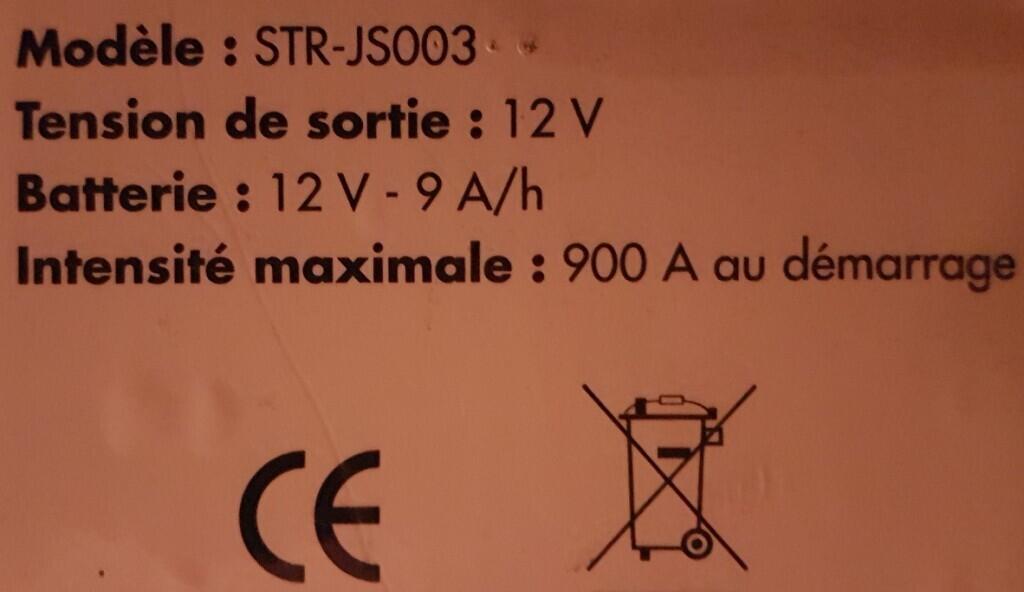 Modèle : STR-JS003
Tension de sortie : 12 V
Batterie : 12 V - 9 A/h
Intensité maximale : 900 A au démarrage
CE